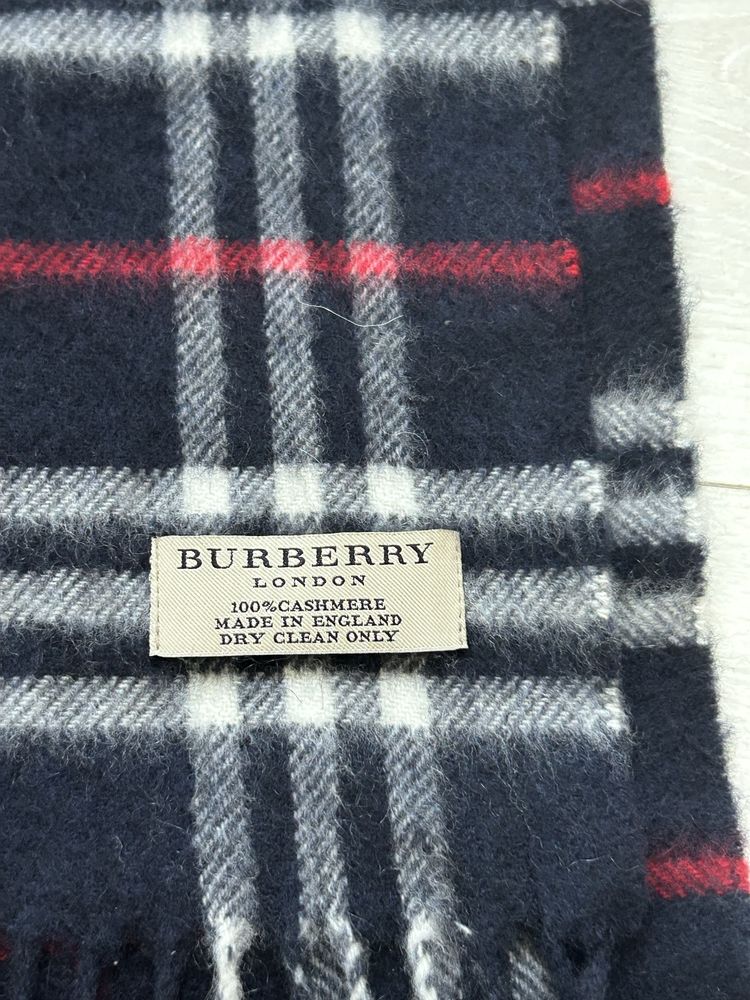 BURBERRY
LONDON
100%CASHMERE
MADE IN ENGLAND
DRY CLEAN ONLY